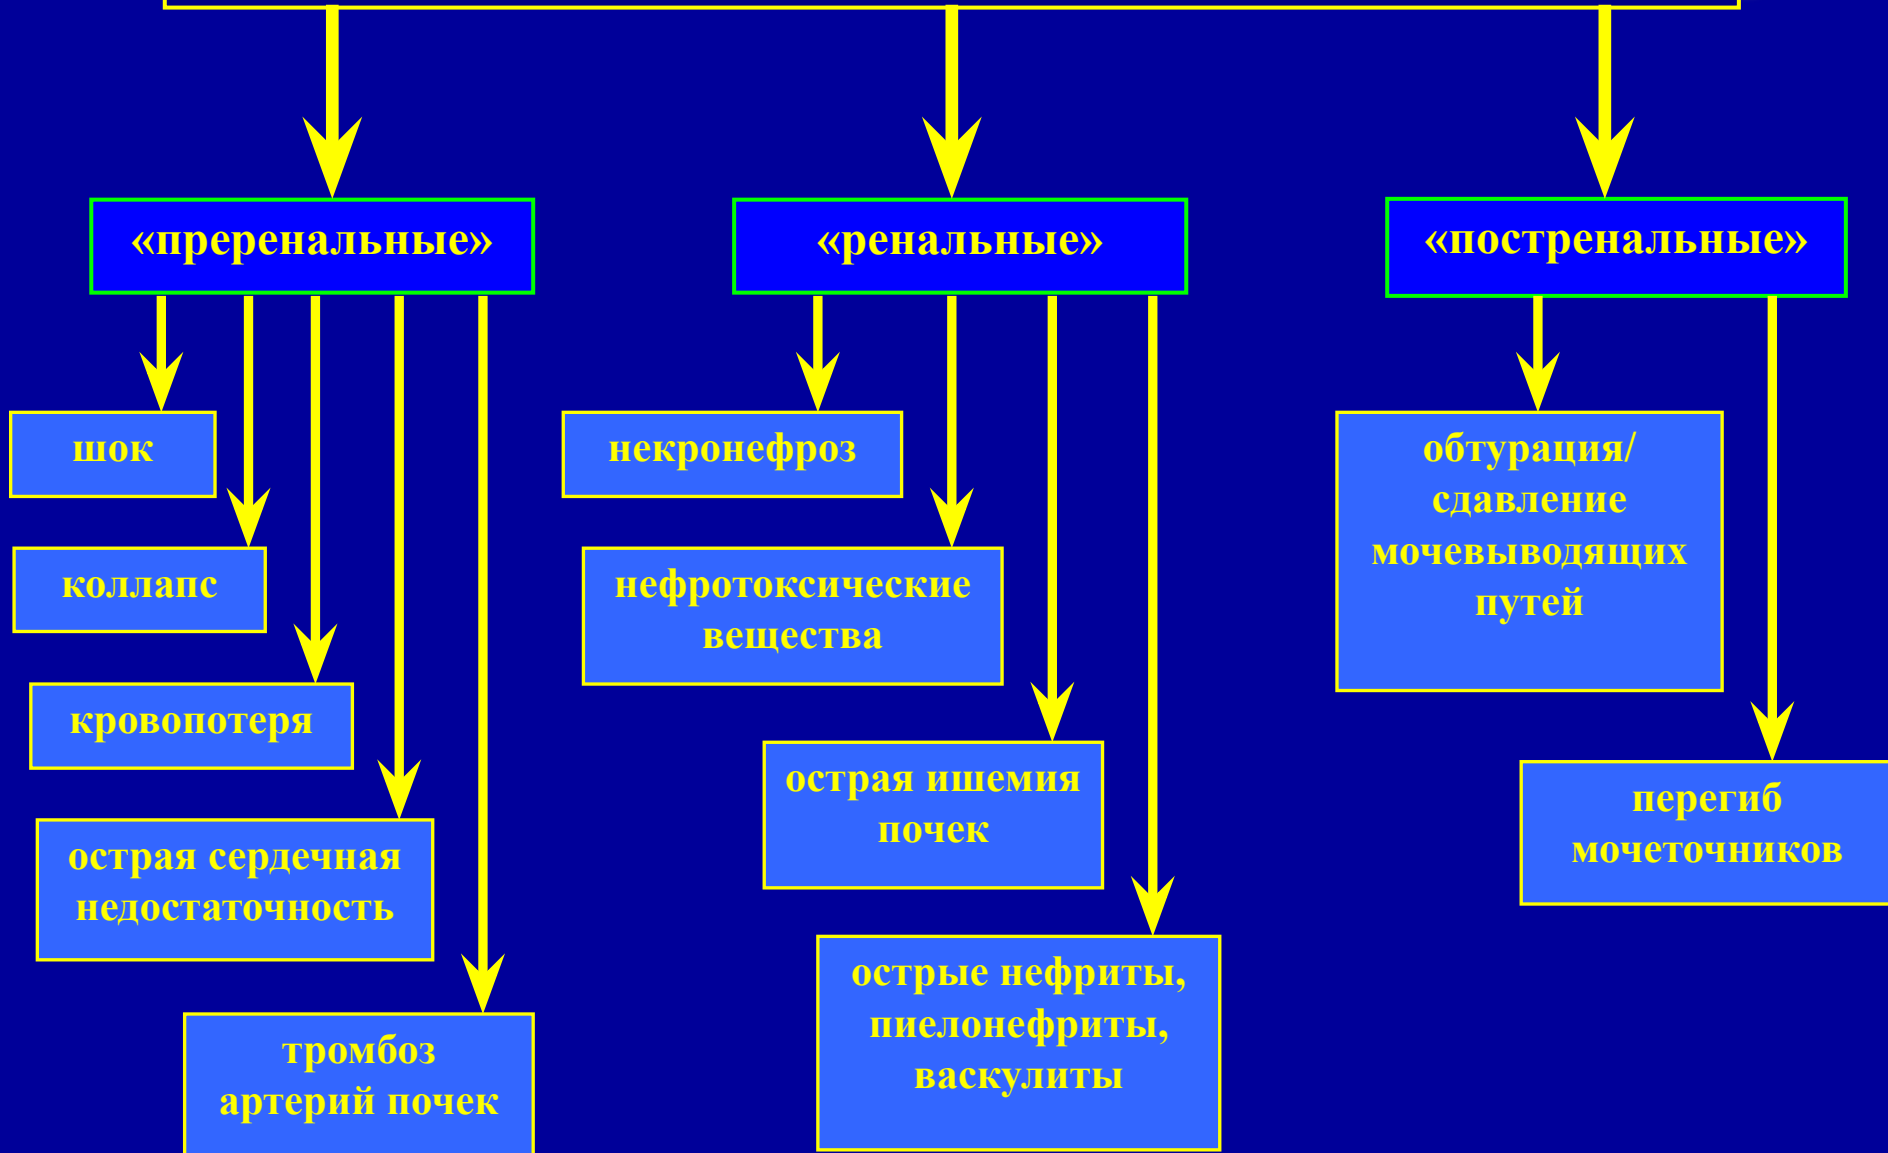 «преренальные»
«ренальные»
«постренальные»
шок
коллапс
кровопотеря
острая сердечная
недостаточность
тромбоз
артерий почек
некронефроз
нефротоксические
вещества
острая ишемия
почек
острые нефриты,
пиелонефриты,
васкулиты
обтурация/
сдавление
мочевыводящих
путей
перегиб
мочеточников